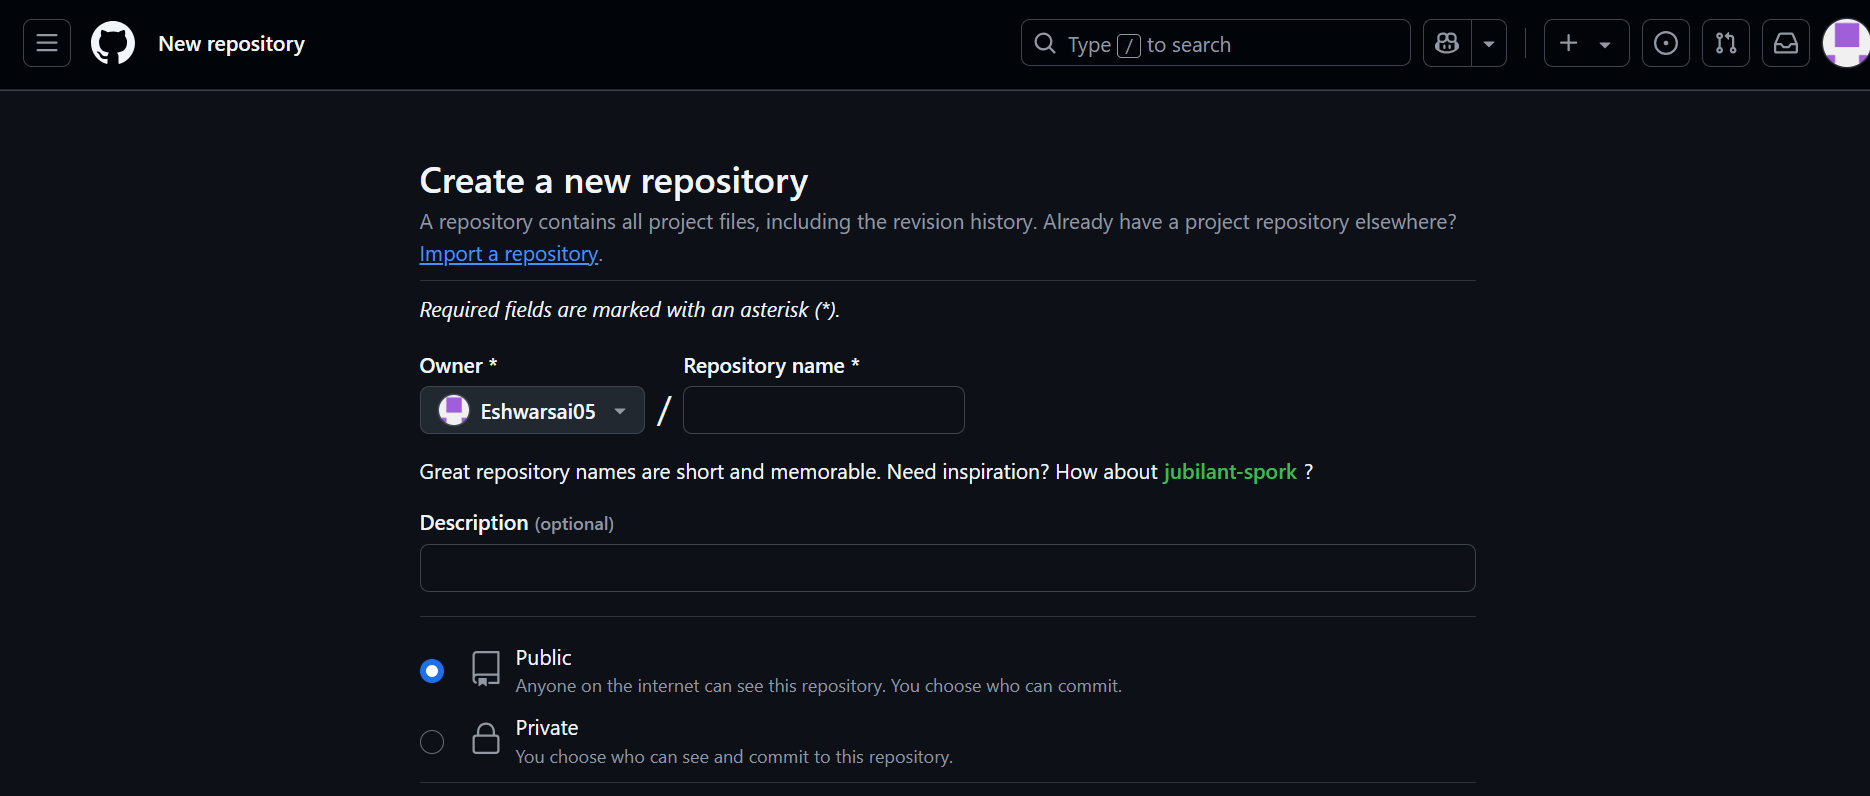 New repository
Type / to search
Create a new repository
A repository contains all project files, including the revision history. Already have a project repository elsewhere?
Import a repository.
Required fields are marked with an asterisk (*).
Owner * Repository name *
Eshwarsai05 /
Great repository names are short and memorable. Need inspiration? How about jubilant-spork ?
Description (optional)
Public
Anyone on the internet can see this repository. You choose who can commit.
Private
You choose who can see and commit to this repository.